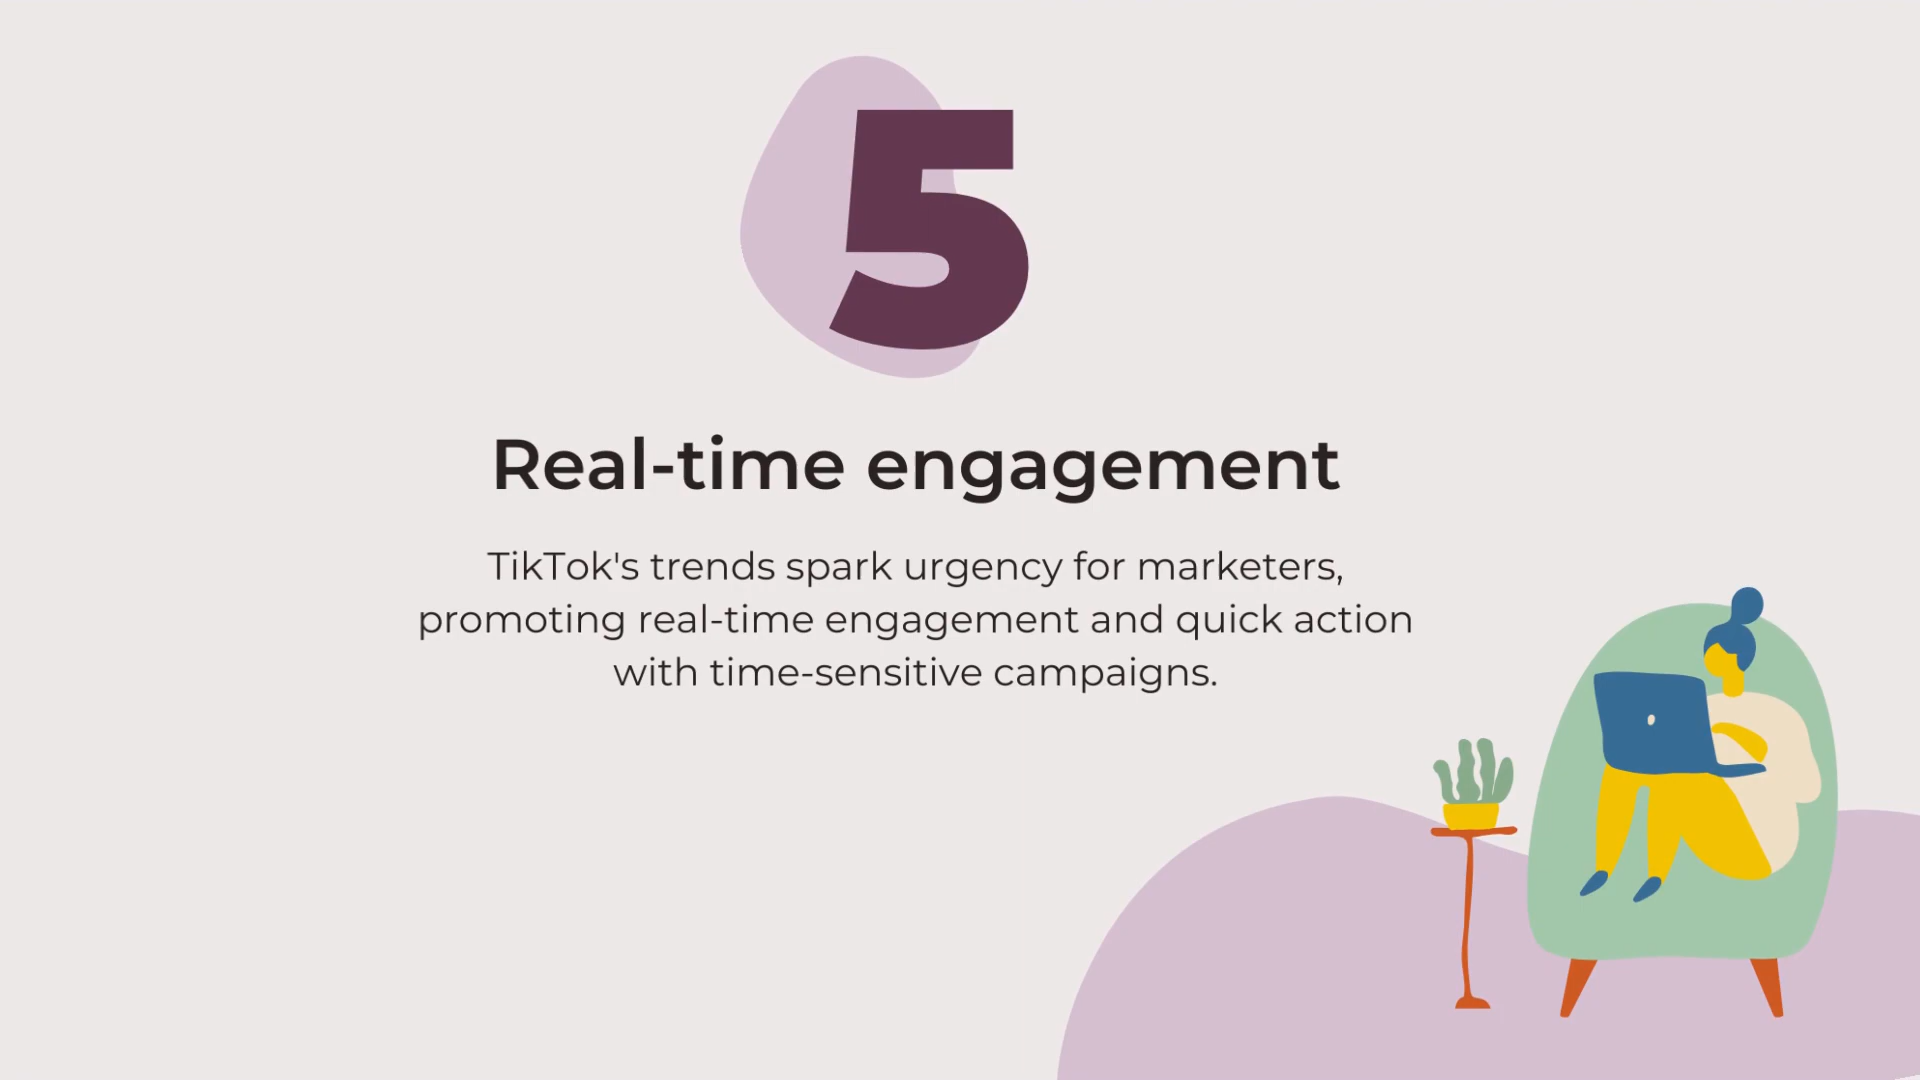 5
Real-time engagement
TikTok's trends spark urgency for marketers,
promoting real-time engagement and quick action
with time-sensitive campaigns.